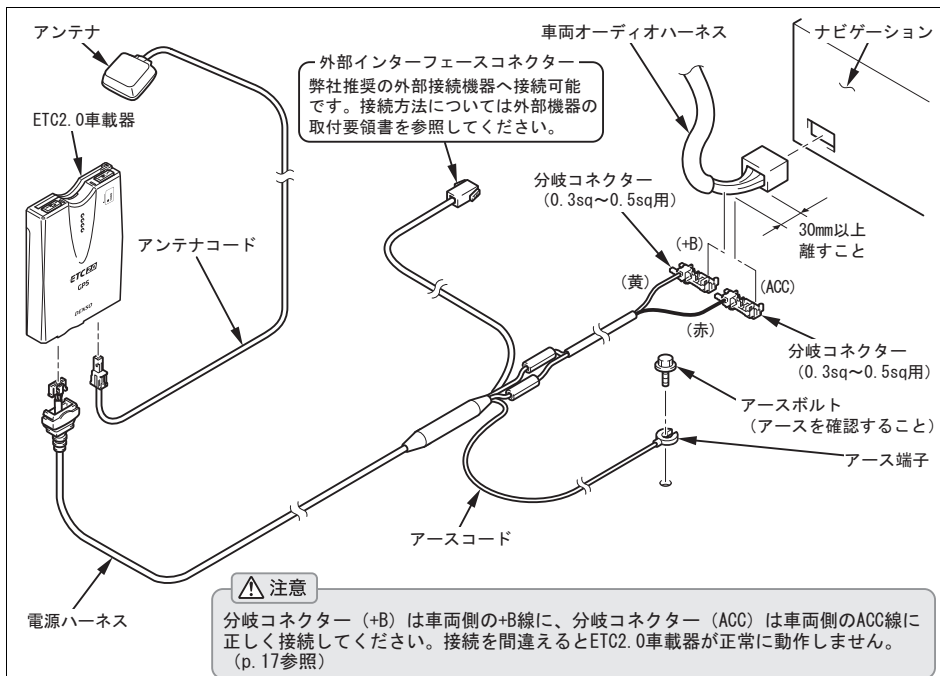 アンテナ
外部インターフェースコネクター
弊社推奨の外部接続機器へ接続可能
です。接続方法については外部機器の
取付要領書を参照してください。
車両オーディオハーネス
ナビゲーション
ETC2.0車載器
分岐コネクター
(0.3sq～0.5sq用)
30mm以上
離すこと
アンテナコード
ETC2.0
GPS
DENSO
(+B)
(黄)
(ACC)
(赤)
分岐コネクター
(0.3sq～0.5sq用)
アースボルト
(アースを確認すること)
アース端子
アースコード
電源ハーネス
注意
分岐コネクター（+B）は車両側の+B線に、分岐コネクター（ACC）は車両側のACC線に
正しく接続してください。接続を間違えるとETC2.0車載器が正常に動作しません。
（p.17参照）